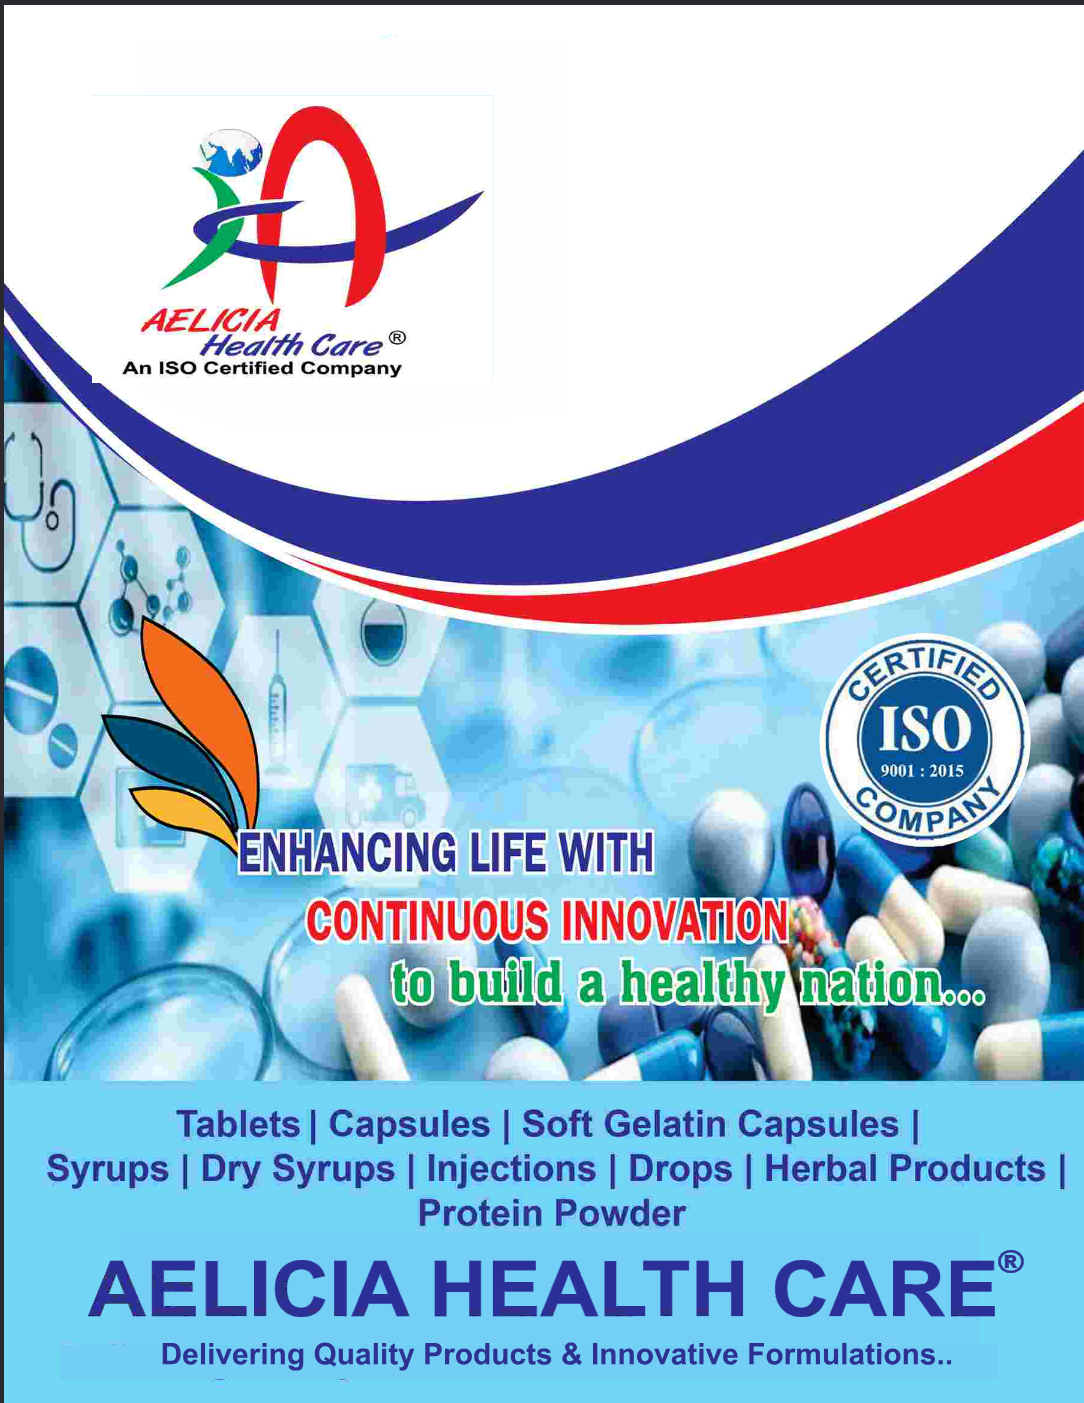 AELICIA
Health Care ®
An ISO Certified Company
CERTIFIED
ISO
9001 : 2015
COMPANY
ENHANCING LIFE WITH
CONTINUOUS INNOVATION
to build a healthy nation...
Tablets | Capsules | Soft Gelatin Capsules |
Syrups | Dry Syrups | Injections | Drops | Herbal Products |
Protein Powder
AELICIA HEALTH CARE®
Delivering Quality Products & Innovative Formulations..